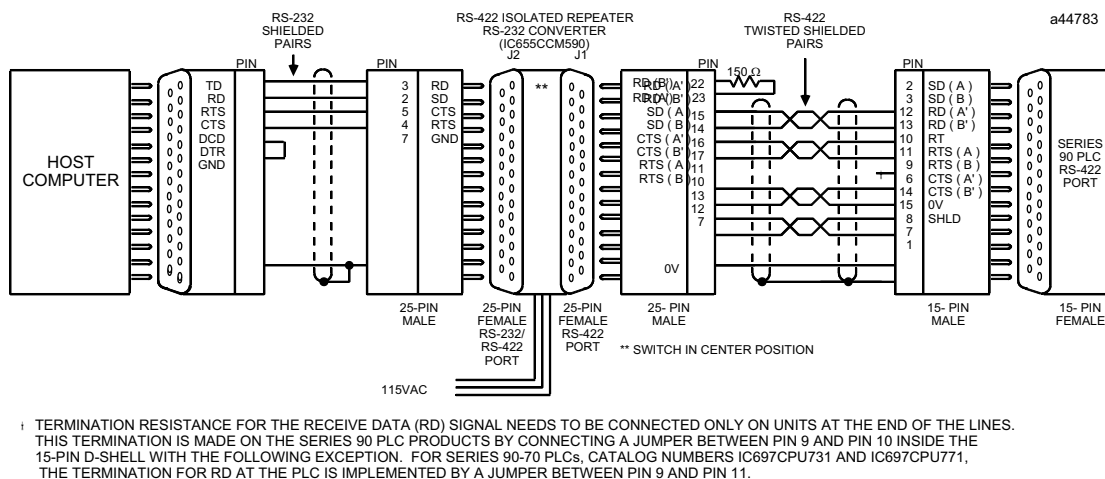 a44783
RS-232
SHIELDED
PAIRS
RS-422 ISOLATED REPEATER
RS-232 CONVERTER
(IC655CCM590)
J2
J1
RS-422
TWISTED SHIELDED
PAIRS
HOST
COMPUTER
PIN
TD
RD
RTS
CTS
DCD
DTR
GND
PIN
3 RD
2 SD
5 CTS
4 RTS
7 GND
**
PIN
RD (B') 22
RD (A') 23
RD (A')
RD (B')
SD ( A ) 15
SD ( B ) 14
CTS ( A' ) 16
CTS ( B' ) 17
RTS ( A ) 11
RTS ( B ) 10
13
12
7
0V
150 Ω
PIN
2 SD ( A )
3 SD ( B )
12 RD ( A' )
13 RD ( B' )
10 RT
11 RTS ( A )
9 RTS ( B )
6 CTS ( A' )
14 CTS ( B' )
15 0V
8 SHLD
7
1
†
SERIES
90 PLC
RS-422
PORT
25-PIN
MALE
25-PIN
FEMALE
RS-232/
RS-422
PORT
25-PIN
FEMALE
RS-422
PORT
25- PIN
MALE
15- PIN
MALE
15- PIN
FEMALE
** SWITCH IN CENTER POSITION
115VAC
† TERMINATION RESISTANCE FOR THE RECEIVE DATA (RD) SIGNAL NEEDS TO BE CONNECTED ONLY ON UNITS AT THE END OF THE LINES.
THIS TERMINATION IS MADE ON THE SERIES 90 PLC PRODUCTS BY CONNECTING A JUMPER BETWEEN PIN 9 AND PIN 10 INSIDE THE
15-PIN D-SHELL WITH THE FOLLOWING EXCEPTION. FOR SERIES 90-70 PLCs, CATALOG NUMBERS IC697CPU731 AND IC697CPU771,
THE TERMINATION FOR RD AT THE PLC IS IMPLEMENTED BY A JUMPER BETWEEN PIN 9 AND PIN 11.